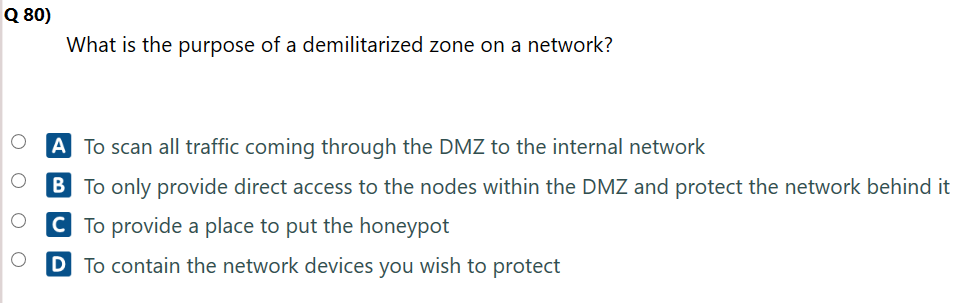 Q 80)
What is the purpose of a demilitarized zone on a network?
A To scan all traffic coming through the DMZ to the internal network
B To only provide direct access to the nodes within the DMZ and protect the network behind it
C To provide a place to put the honeypot
D To contain the network devices you wish to protect